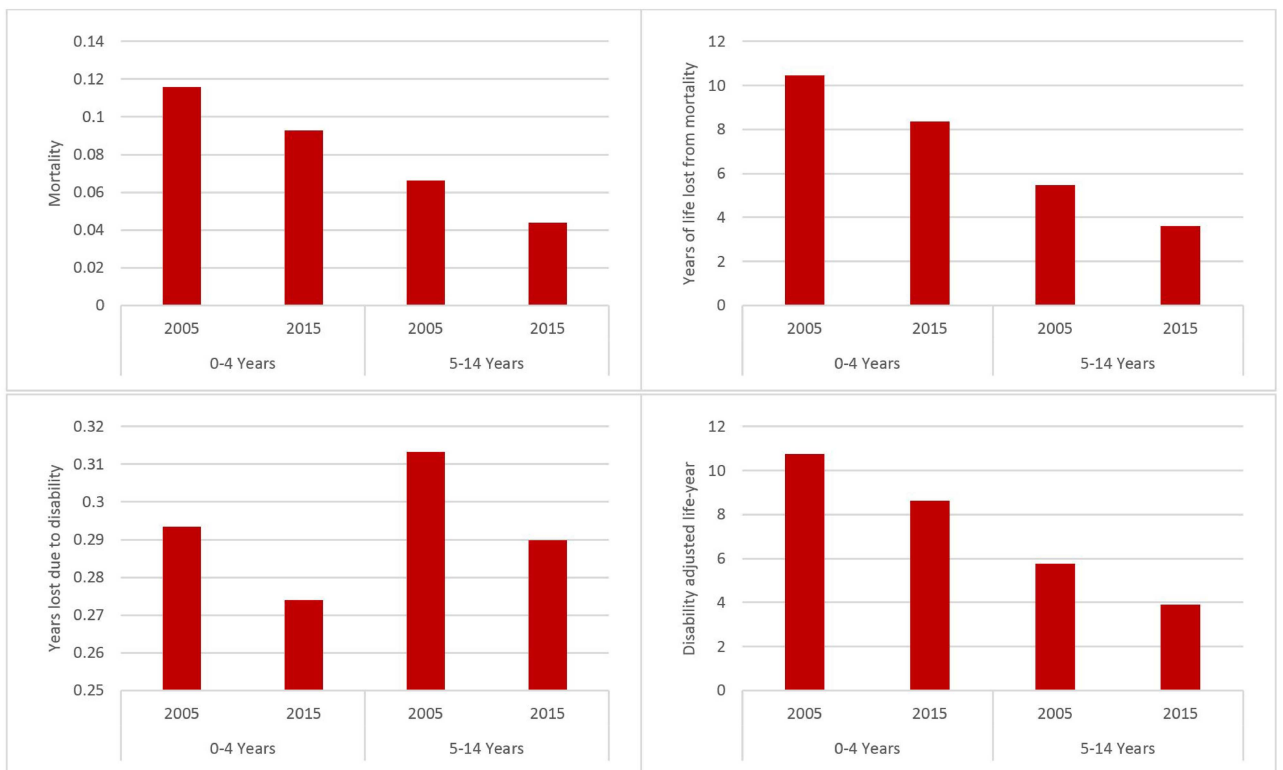 Mortality
0.14
0.12
0.1
0.08
0.06
0.04
0.02
0
2005 2015 2005 2015
0-4 Years 5-14 Years
Years of life lost from mortality
12
10
8
6
4
2
0
2005 2015 2005 2015
0-4 Years 5-14 Years
Years lost due to disability
0.32
0.31
0.3
0.29
0.28
0.27
0.26
0.25
2005 2015 2005 2015
0-4 Years 5-14 Years
Disability adjusted life-year
12
10
8
6
4
2
0
2005 2015 2005 2015
0-4 Years 5-14 Years